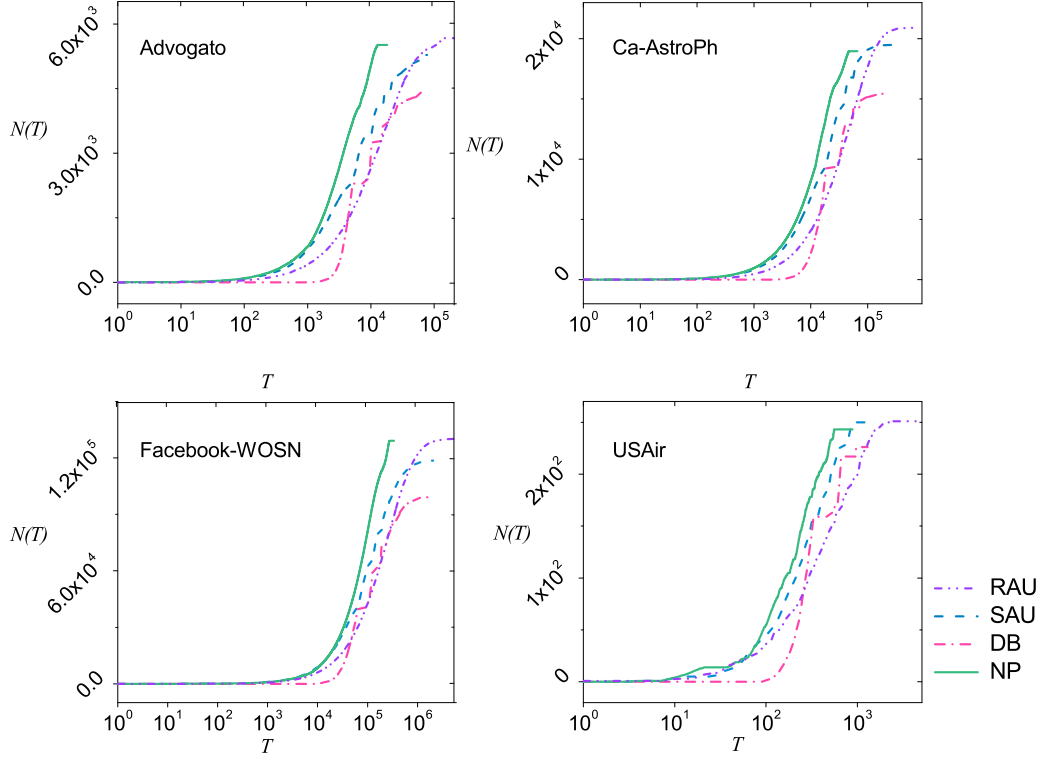 Advogato
6.0x10³
3.0x10³
0.0
N(T)
10⁰ 10¹ 10² 10³ 10⁴ 10⁵
T
Ca-AstroPh
2x10⁴
1x10⁴
0
N(T)
10⁰ 10¹ 10² 10³ 10⁴ 10⁵
T
Facebook-WOSN
1.2x10⁵
6.0x10⁴
0.0
N(T)
10⁰ 10¹ 10² 10³ 10⁴ 10⁵ 10⁶
T
USAir
2x10²
1x10²
0
N(T)
10⁰ 10¹ 10² 10³
T
RAU
SAU
DB
NP